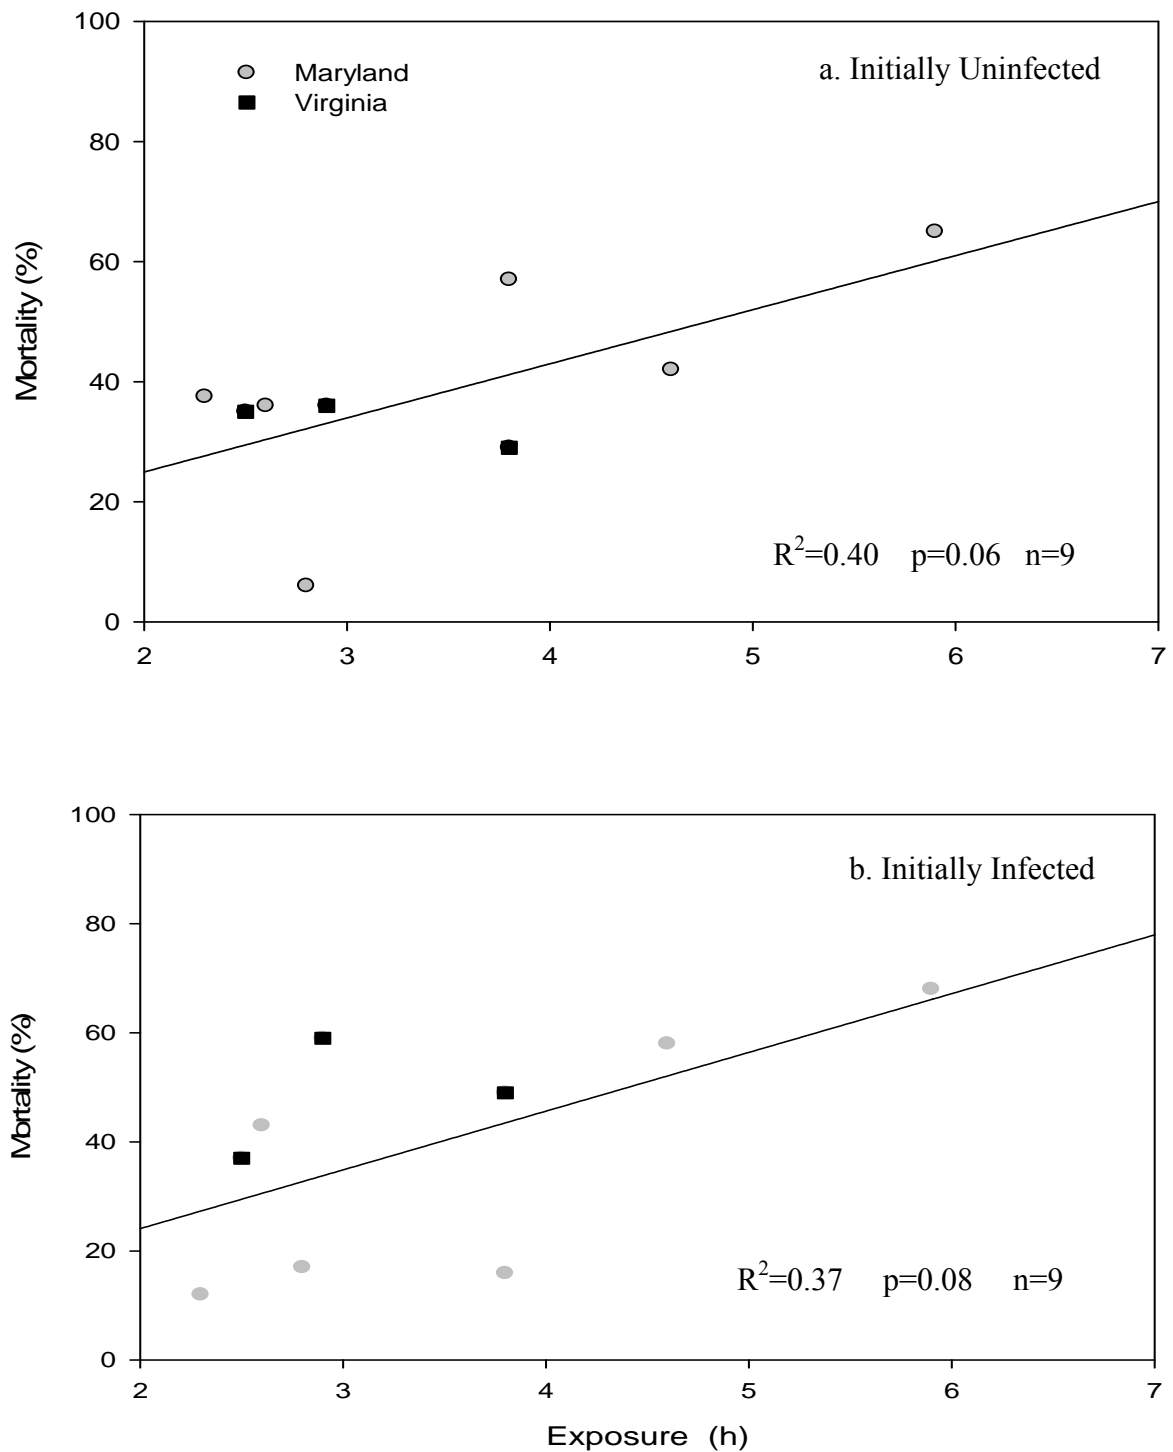 100
a. Initially Uninfected
Maryland
Virginia
80
60
Mortality (%)
40
20
R²=0.40 p=0.06 n=9
0
2 3 4 5 6 7
100
b. Initially Infected
80
60
Mortality (%)
40
20
R²=0.37 p=0.08 n=9
0
2 3 4 5 6 7
Exposure (h)